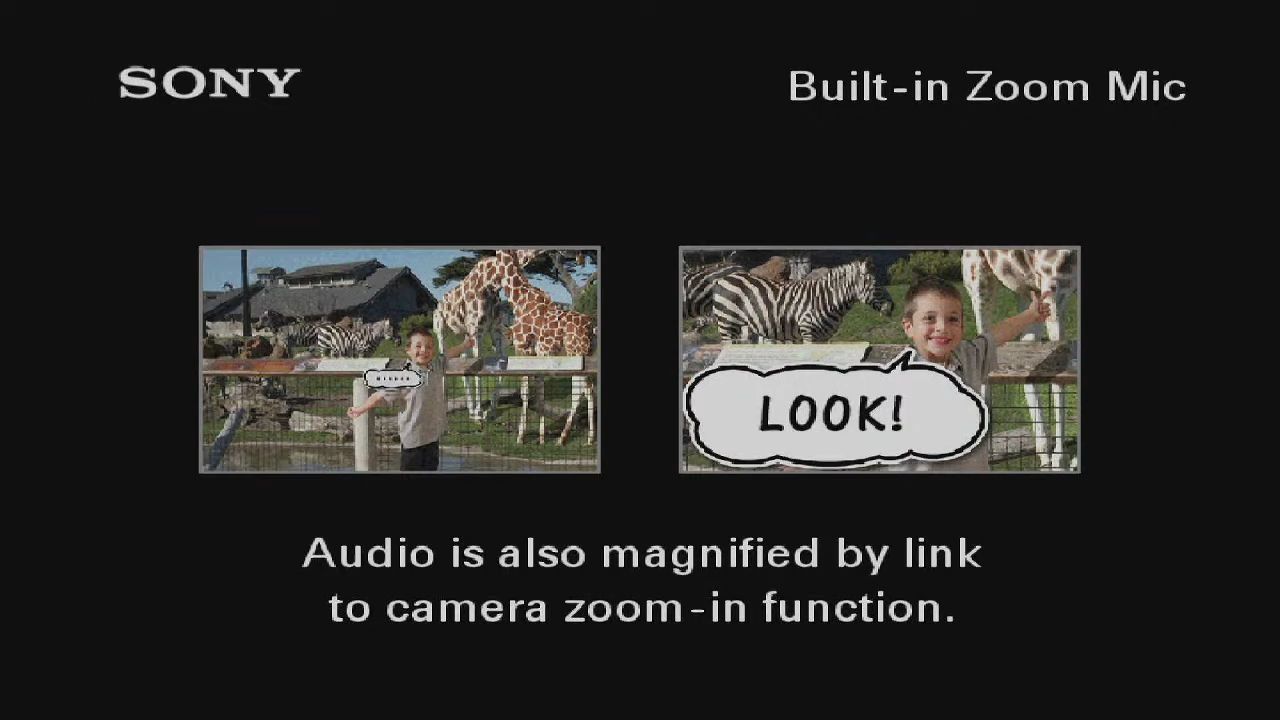 SONY
Built-in Zoom Mic
LOOK!
Audio is also magnified by link
to camera zoom-in function.